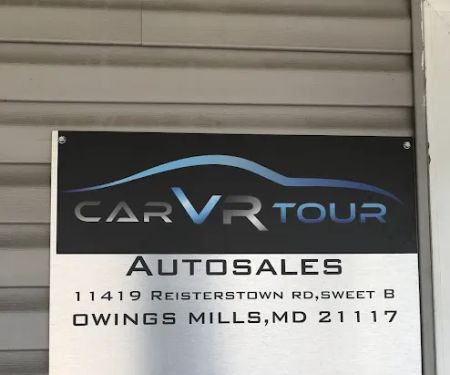 CAR VR TOUR
AUTOSALES
11419 REISTERSTOWN RD,SWEET B
OWINGS MILLS,MD 21117